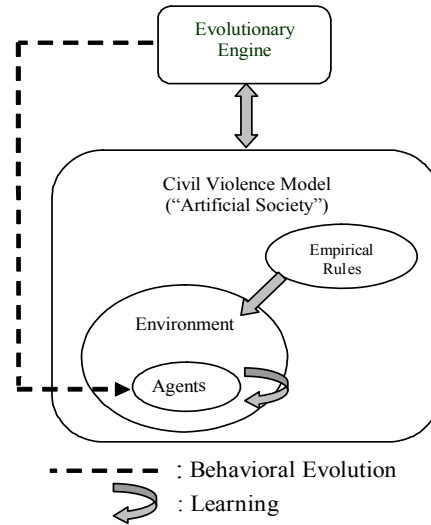 Evolutionary
Engine
Civil Violence Model
(“Artificial Society”)
Empirical
Rules
Environment
Agents
: Behavioral Evolution
: Learning